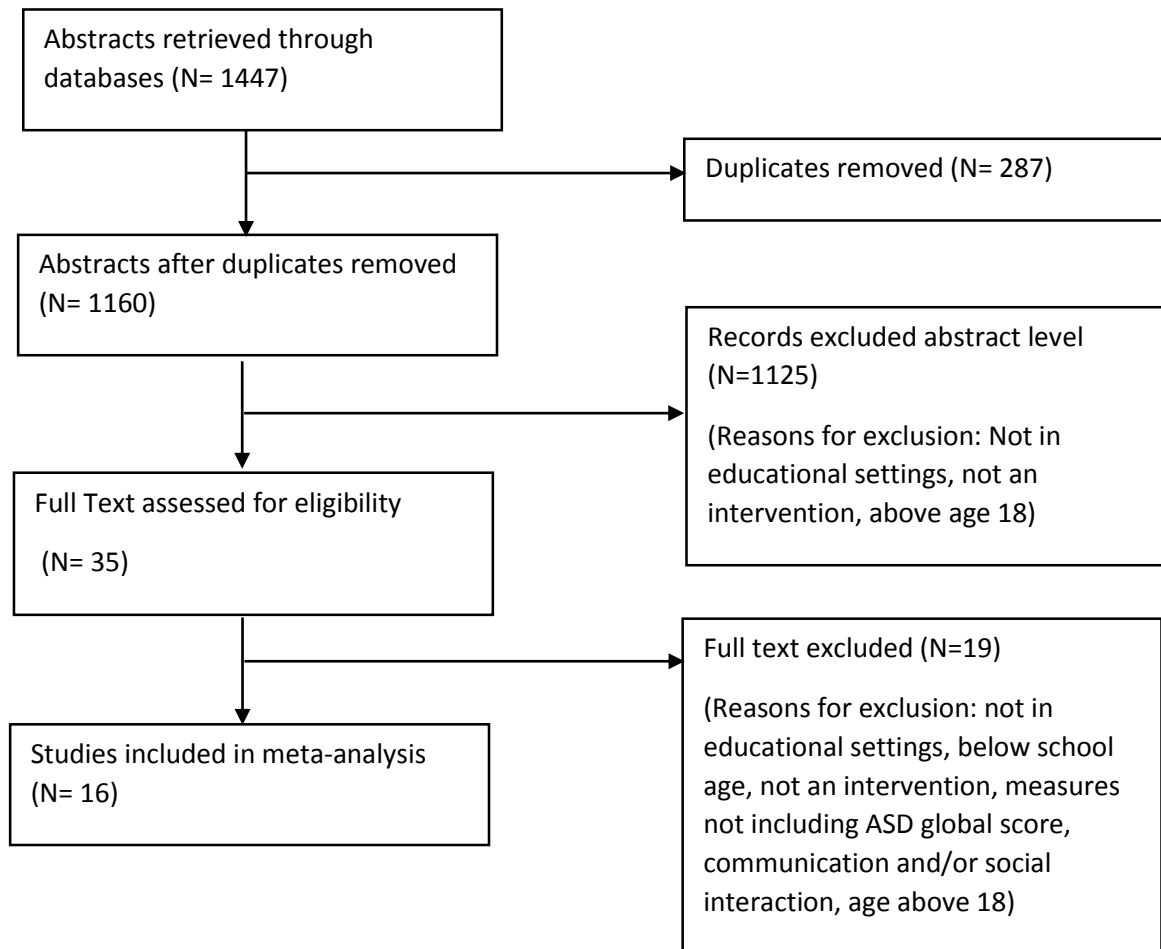 Abstracts retrieved through
databases (N= 1447)
Duplicates removed (N= 287)
Abstracts after duplicates removed
(N= 1160)
Records excluded abstract level
(N=1125)
(Reasons for exclusion: Not in
educational settings, not an
intervention, above age 18)
Full Text assessed for eligibility
(N= 35)
Full text excluded (N=19)
(Reasons for exclusion: not in
educational settings, below school
age, not an intervention, measures
not including ASD global score,
communication and/or social
interaction, age above 18)
Studies included in meta-analysis
(N= 16)